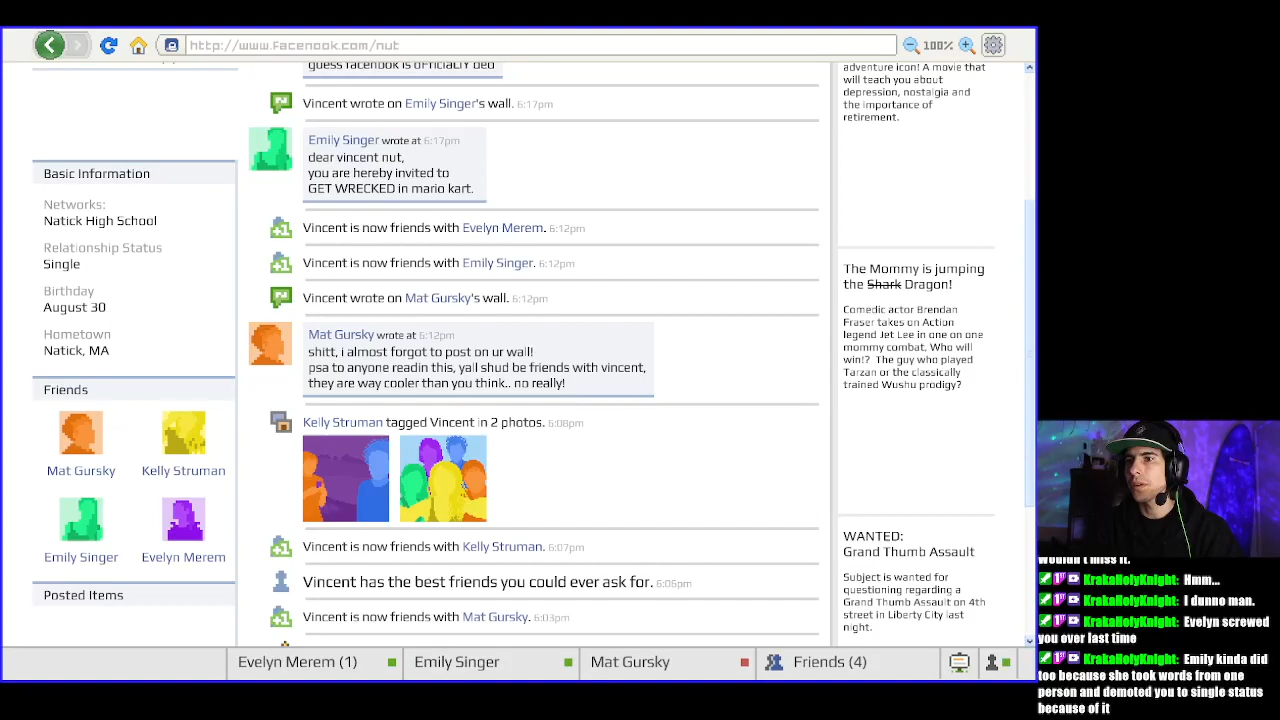 http://www.facenook.com/nut
100%
guess facenook is officially ded
Vincent wrote on Emily Singer's wall. 6:17pm
Emily Singer wrote at 6:17pm
dear vincent nut,
you are hereby invited to
GET WRECKED in mario kart.
Vincent is now friends with Evelyn Merem. 6:12pm
Vincent is now friends with Emily Singer. 6:12pm
Vincent wrote on Mat Gursky's wall. 6:12pm
Mat Gursky wrote at 6:12pm
shitt, i almost forgot to post on ur wall!
psa to anyone readin this, yall shud be friends with vincent,
they are way cooler than you think.. no really!
Kelly Struman tagged Vincent in 2 photos. 6:08pm
Vincent is now friends with Kelly Struman. 6:07pm
Vincent has the best friends you could ever ask for. 6:06pm
Vincent is now friends with Mat Gursky. 6:03pm
Basic Information
Networks:
Natick High School
Relationship Status
Single
Birthday
August 30
Hometown
Natick, MA
Friends
Mat Gursky
Kelly Struman
Emily Singer
Evelyn Merem
Posted Items
adventure icon! A movie that
will teach you about
depression, nostalgia and
the importance of
retirement.
The Mommy is jumping
the Shark Dragon!
Comedic actor Brendan
Fraser takes on Action
legend Jet Lee in one on one
mommy combat. Who will
win!? The guy who played
Tarzan or the classically
trained Wushu prodigy?
WANTED:
Grand Thumb Assault
Subject is wanted for
questioning regarding a
Grand Thumb Assault on 4th
street in Liberty City last
night.
Evelyn Merem (1)
Emily Singer
Mat Gursky
Friends (4)
wouldn't miss it.
KrakaHolyKnight: Hmm...
KrakaHolyKnight: I dunno man.
KrakaHolyKnight: Evelyn screwed
you ever last time
KrakaHolyKnight: Emily kinda did
too because she took words from one
person and demoted you to single status
because of it